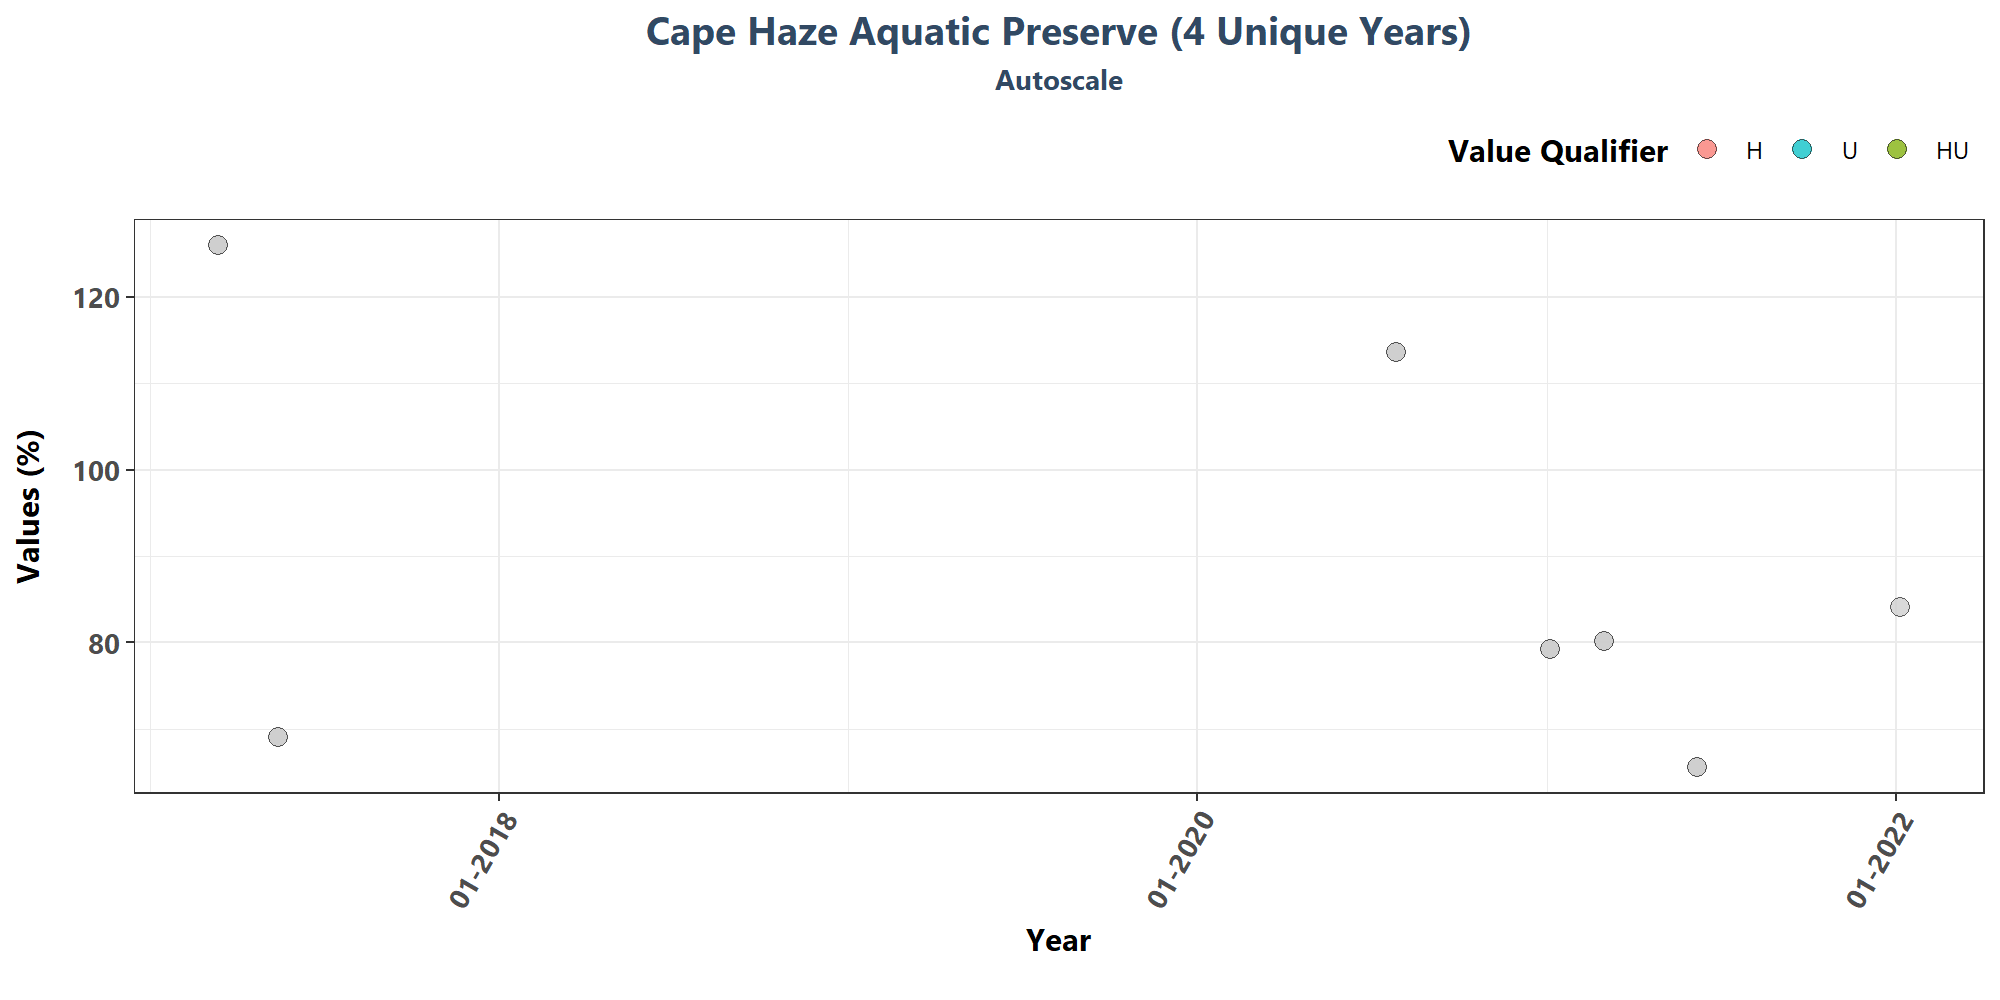 Cape Haze Aquatic Preserve (4 Unique Years)
Autoscale
Value Qualifier H U HU
120
100
80
Values (%)
01-2018 01-2020 01-2022
Year